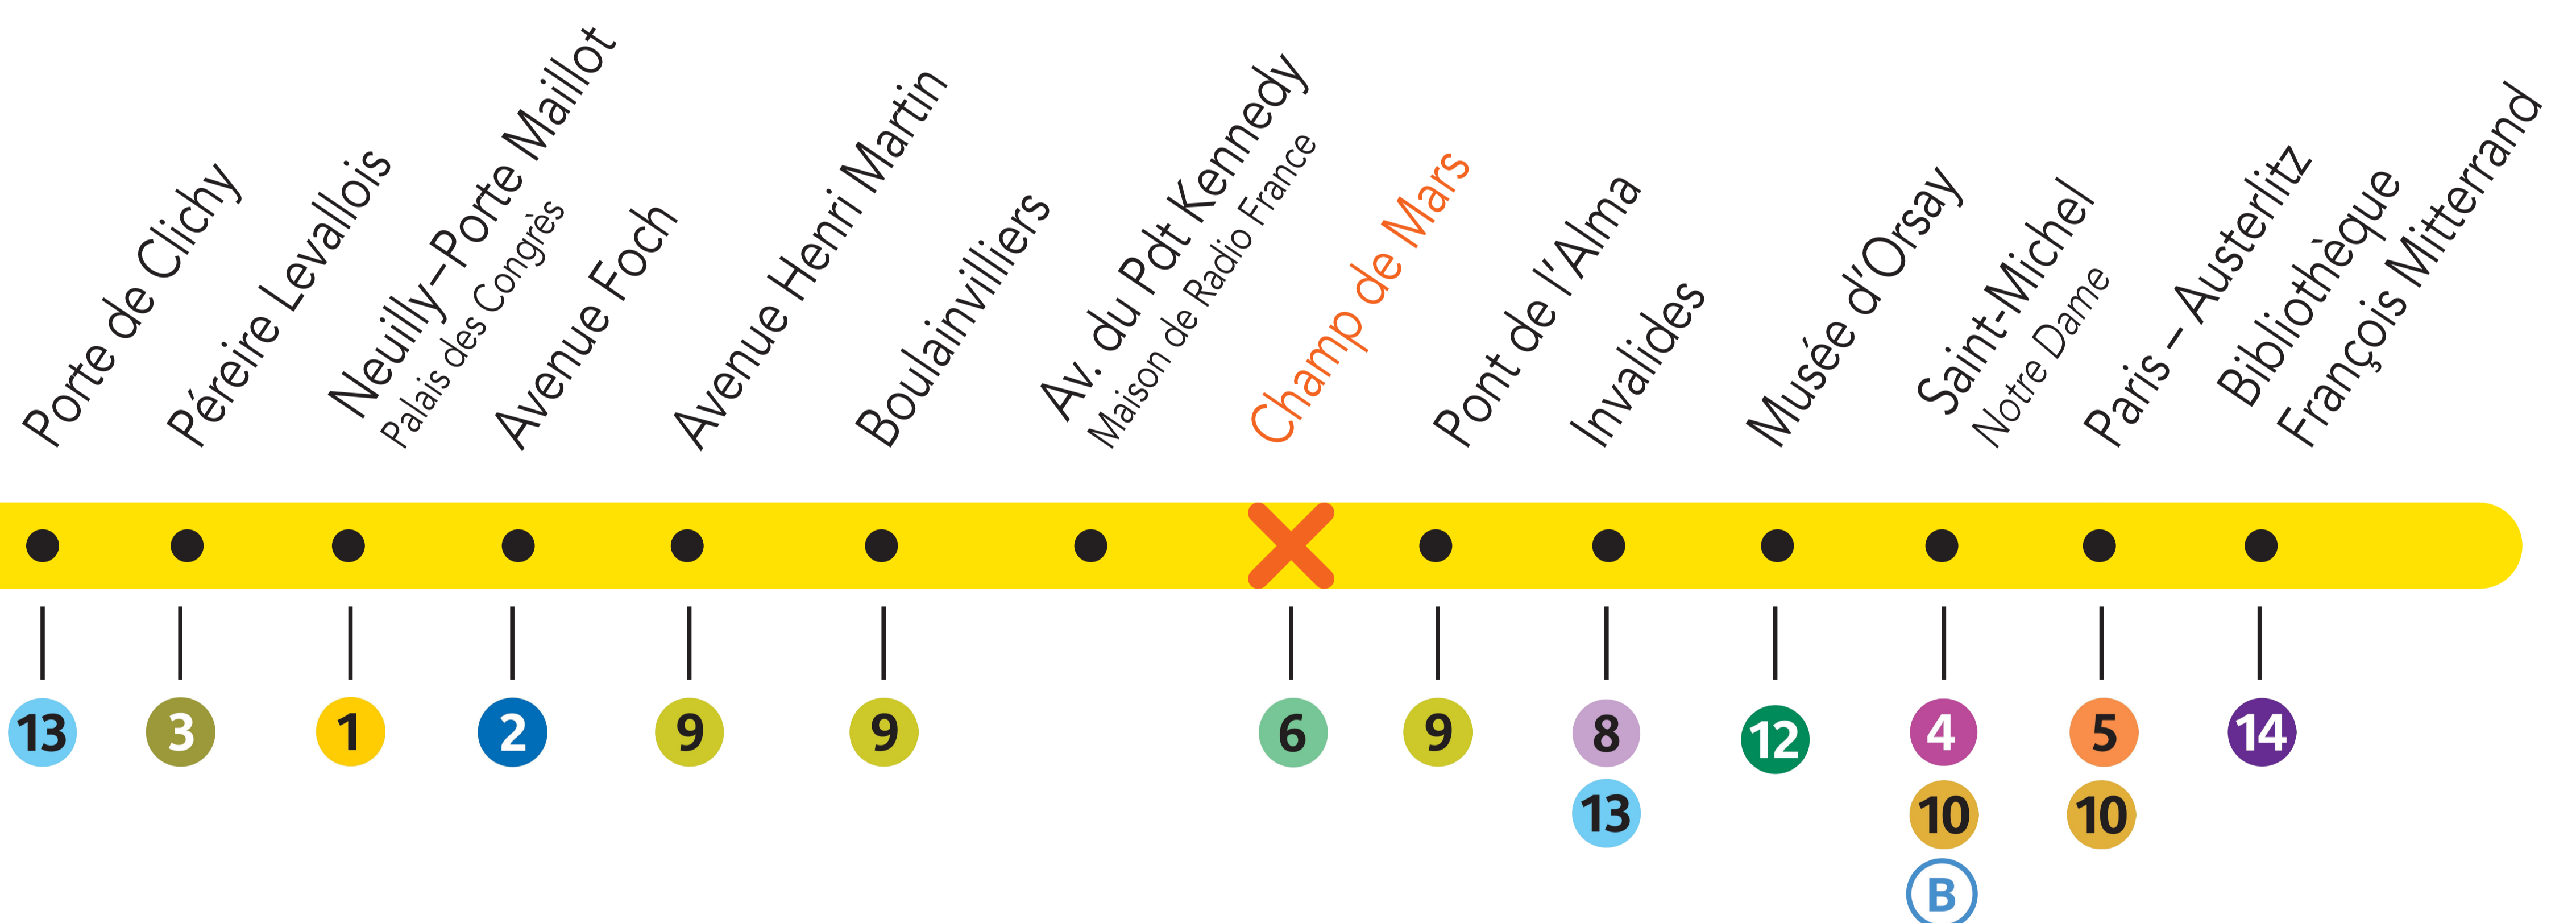 Porte de Clichy
Péreire Levallois
Neuilly–Porte Maillot
Palais des Congrès
Avenue Foch
Avenue Henri Martin
Boulainvilliers
Av. du Pdt Kennedy
Maison de Radio France
Champ de Mars
Pont de l'Alma
Invalides
Musée d'Orsay
Saint-Michel
Notre Dame
Paris – Austerlitz
Bibliothèque
François Mitterrand
13
3
1
2
9
9
6
9
8
12
4
5
14
13
10
10
B